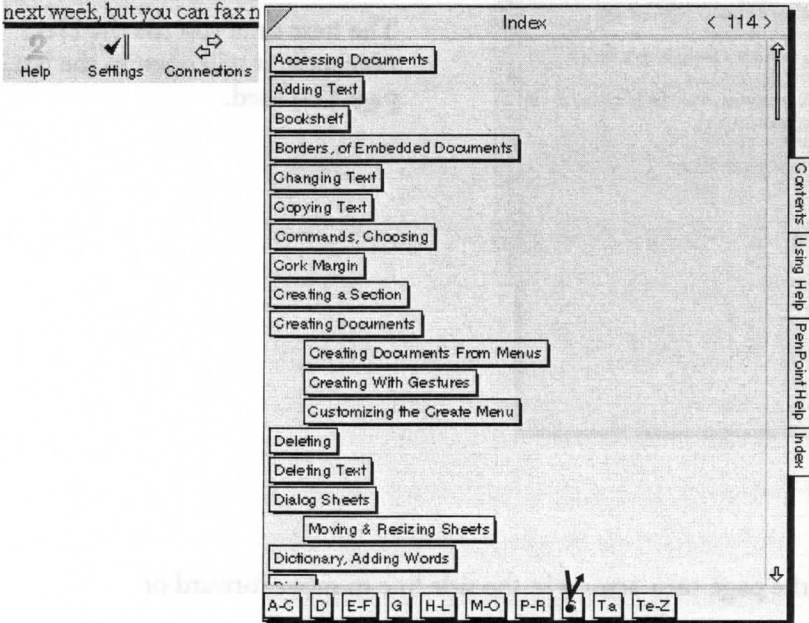 next week, but you can fax
Help Settings Connections
Index < 114 >
Accessing Documents
Adding Text
Bookshelf
Borders, of Embedded Documents
Changing Text
Copying Text
Commands, Choosing
Cork Margin
Creating a Section
Creating Documents
Creating Documents From Menus
Creating With Gestures
Customizing the Create Menu
Deleting
Deleting Text
Dialog Sheets
Moving & Resizing Sheets
Dictionary, Adding Words
A-C D E-F G H-L M-O P-R S Ta Te-Z
Contents
Using Help
PenPoint Help
Index